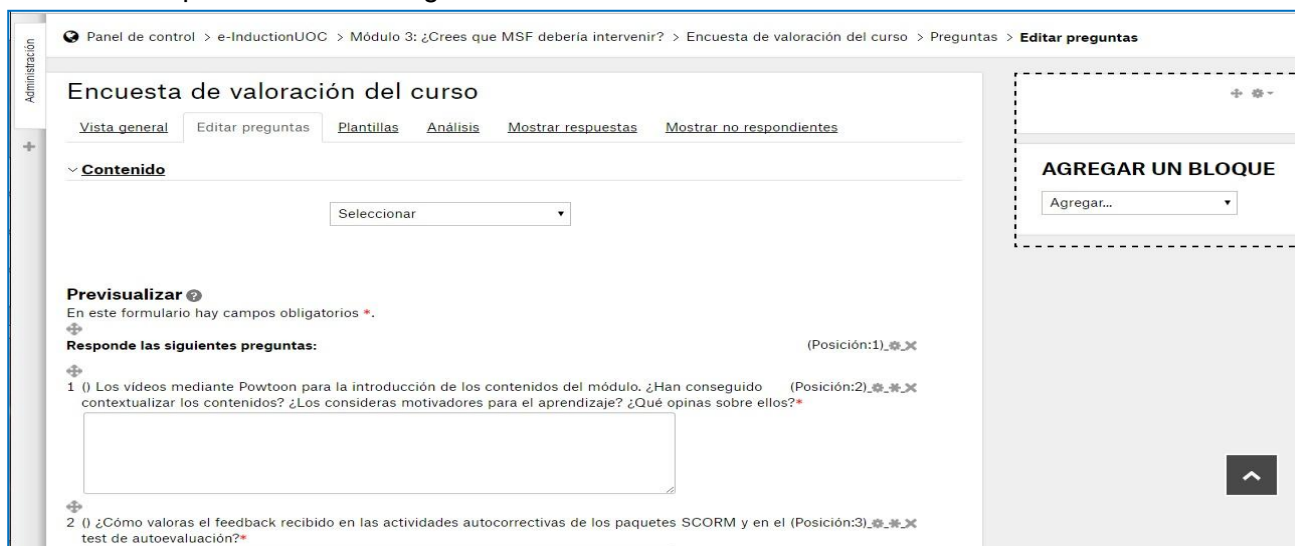 Administración
Panel de control > e-InductionUOC > Módulo 3: ¿Crees que MSF debería intervenir? > Encuesta de valoración del curso > Preguntas > Editar preguntas
Encuesta de valoración del curso
Vista general Editar preguntas Plantillas Análisis Mostrar respuestas Mostrar no respondientes
Contenido
Seleccionar
AGREGAR UN BLOQUE
Agregar...
Previsualizar
En este formulario hay campos obligatorios *.
Responde las siguientes preguntas: (Posición:1)
1 () Los vídeos mediante Powtoon para la introducción de los contenidos del módulo. ¿Han conseguido (Posición:2)
contextualizar los contenidos? ¿Los consideras motivadores para el aprendizaje? ¿Qué opinas sobre ellos?*
2 () ¿Cómo valoras el feedback recibido en las actividades autocorrectivas de los paquetes SCORM y en el (Posición:3)
test de autoevaluación?*